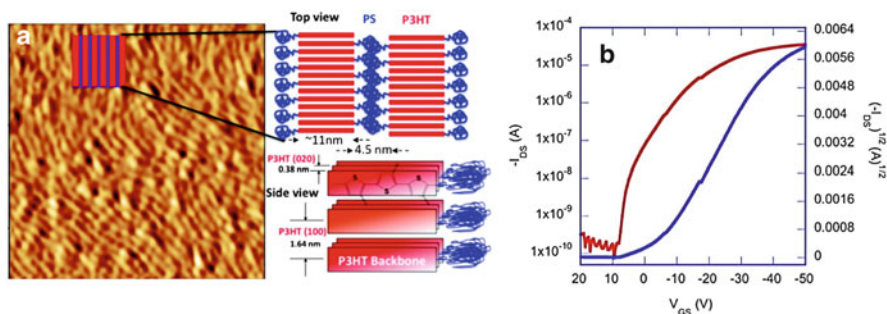 a
Top view PS P3HT
~11nm
4.5 nm
P3HT (020)
0.38 nm
S S
S
Side view
P3HT (100)
1.64 nm
P3HT Backbone
b
1x10⁻⁴
1x10⁻⁵
1x10⁻⁶
1x10⁻⁷
1x10⁻⁸
1x10⁻⁹
1x10⁻¹⁰
-I_DS (A)
20 10 0 -10 -20 -30 -40 -50
V_GS (V)
0.0064
0.0056
0.0048
0.004
0.0032
0.0024
0.0016
0.0008
0
(-I_DS)^1/2 (A)^1/2